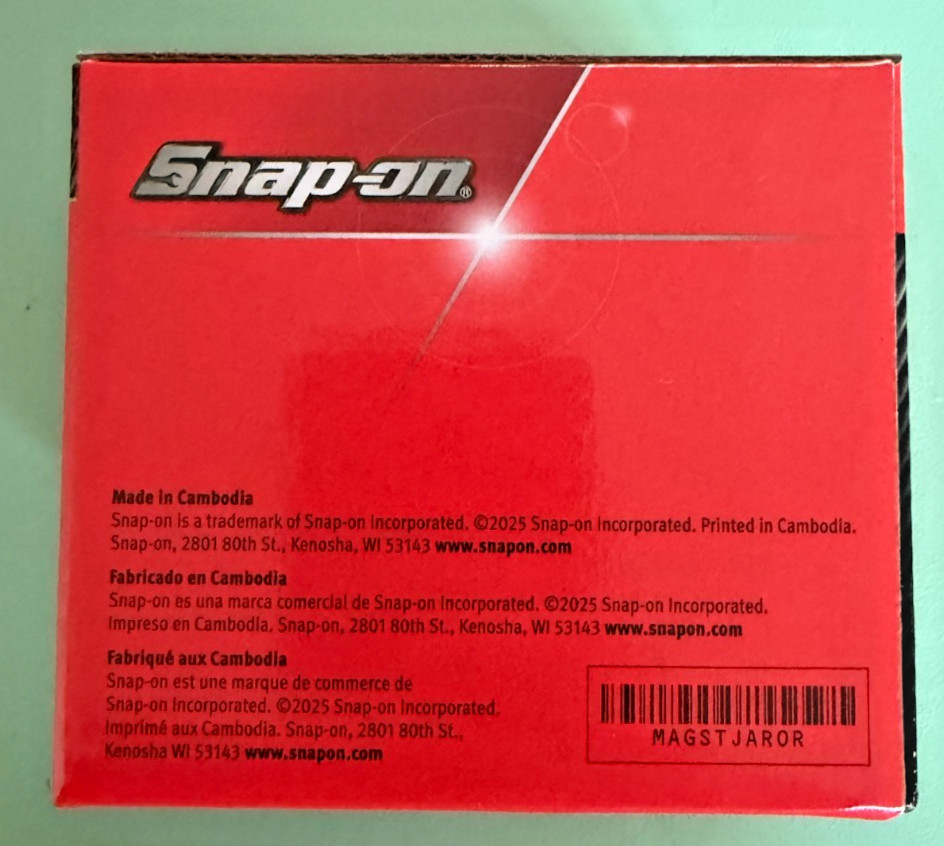 Snap-on®
Made in Cambodia
Snap-on is a trademark of Snap-on Incorporated. ©2025 Snap-on Incorporated. Printed in Cambodia.
Snap-on, 2801 80th St., Kenosha, WI 53143 www.snapon.com
Fabricado en Cambodia
Snap-on es una marca comercial de Snap-on Incorporated. ©2025 Snap-on Incorporated.
Impreso en Cambodia. Snap-on, 2801 80th St., Kenosha, WI 53143 www.snapon.com
Fabriqué aux Cambodia
Snap-on est une marque de commerce de
Snap-on Incorporated. ©2025 Snap-on Incorporated.
Imprimé aux Cambodia. Snap-on, 2801 80th St.,
Kenosha WI 53143 www.snapon.com
MAGSTJAROR